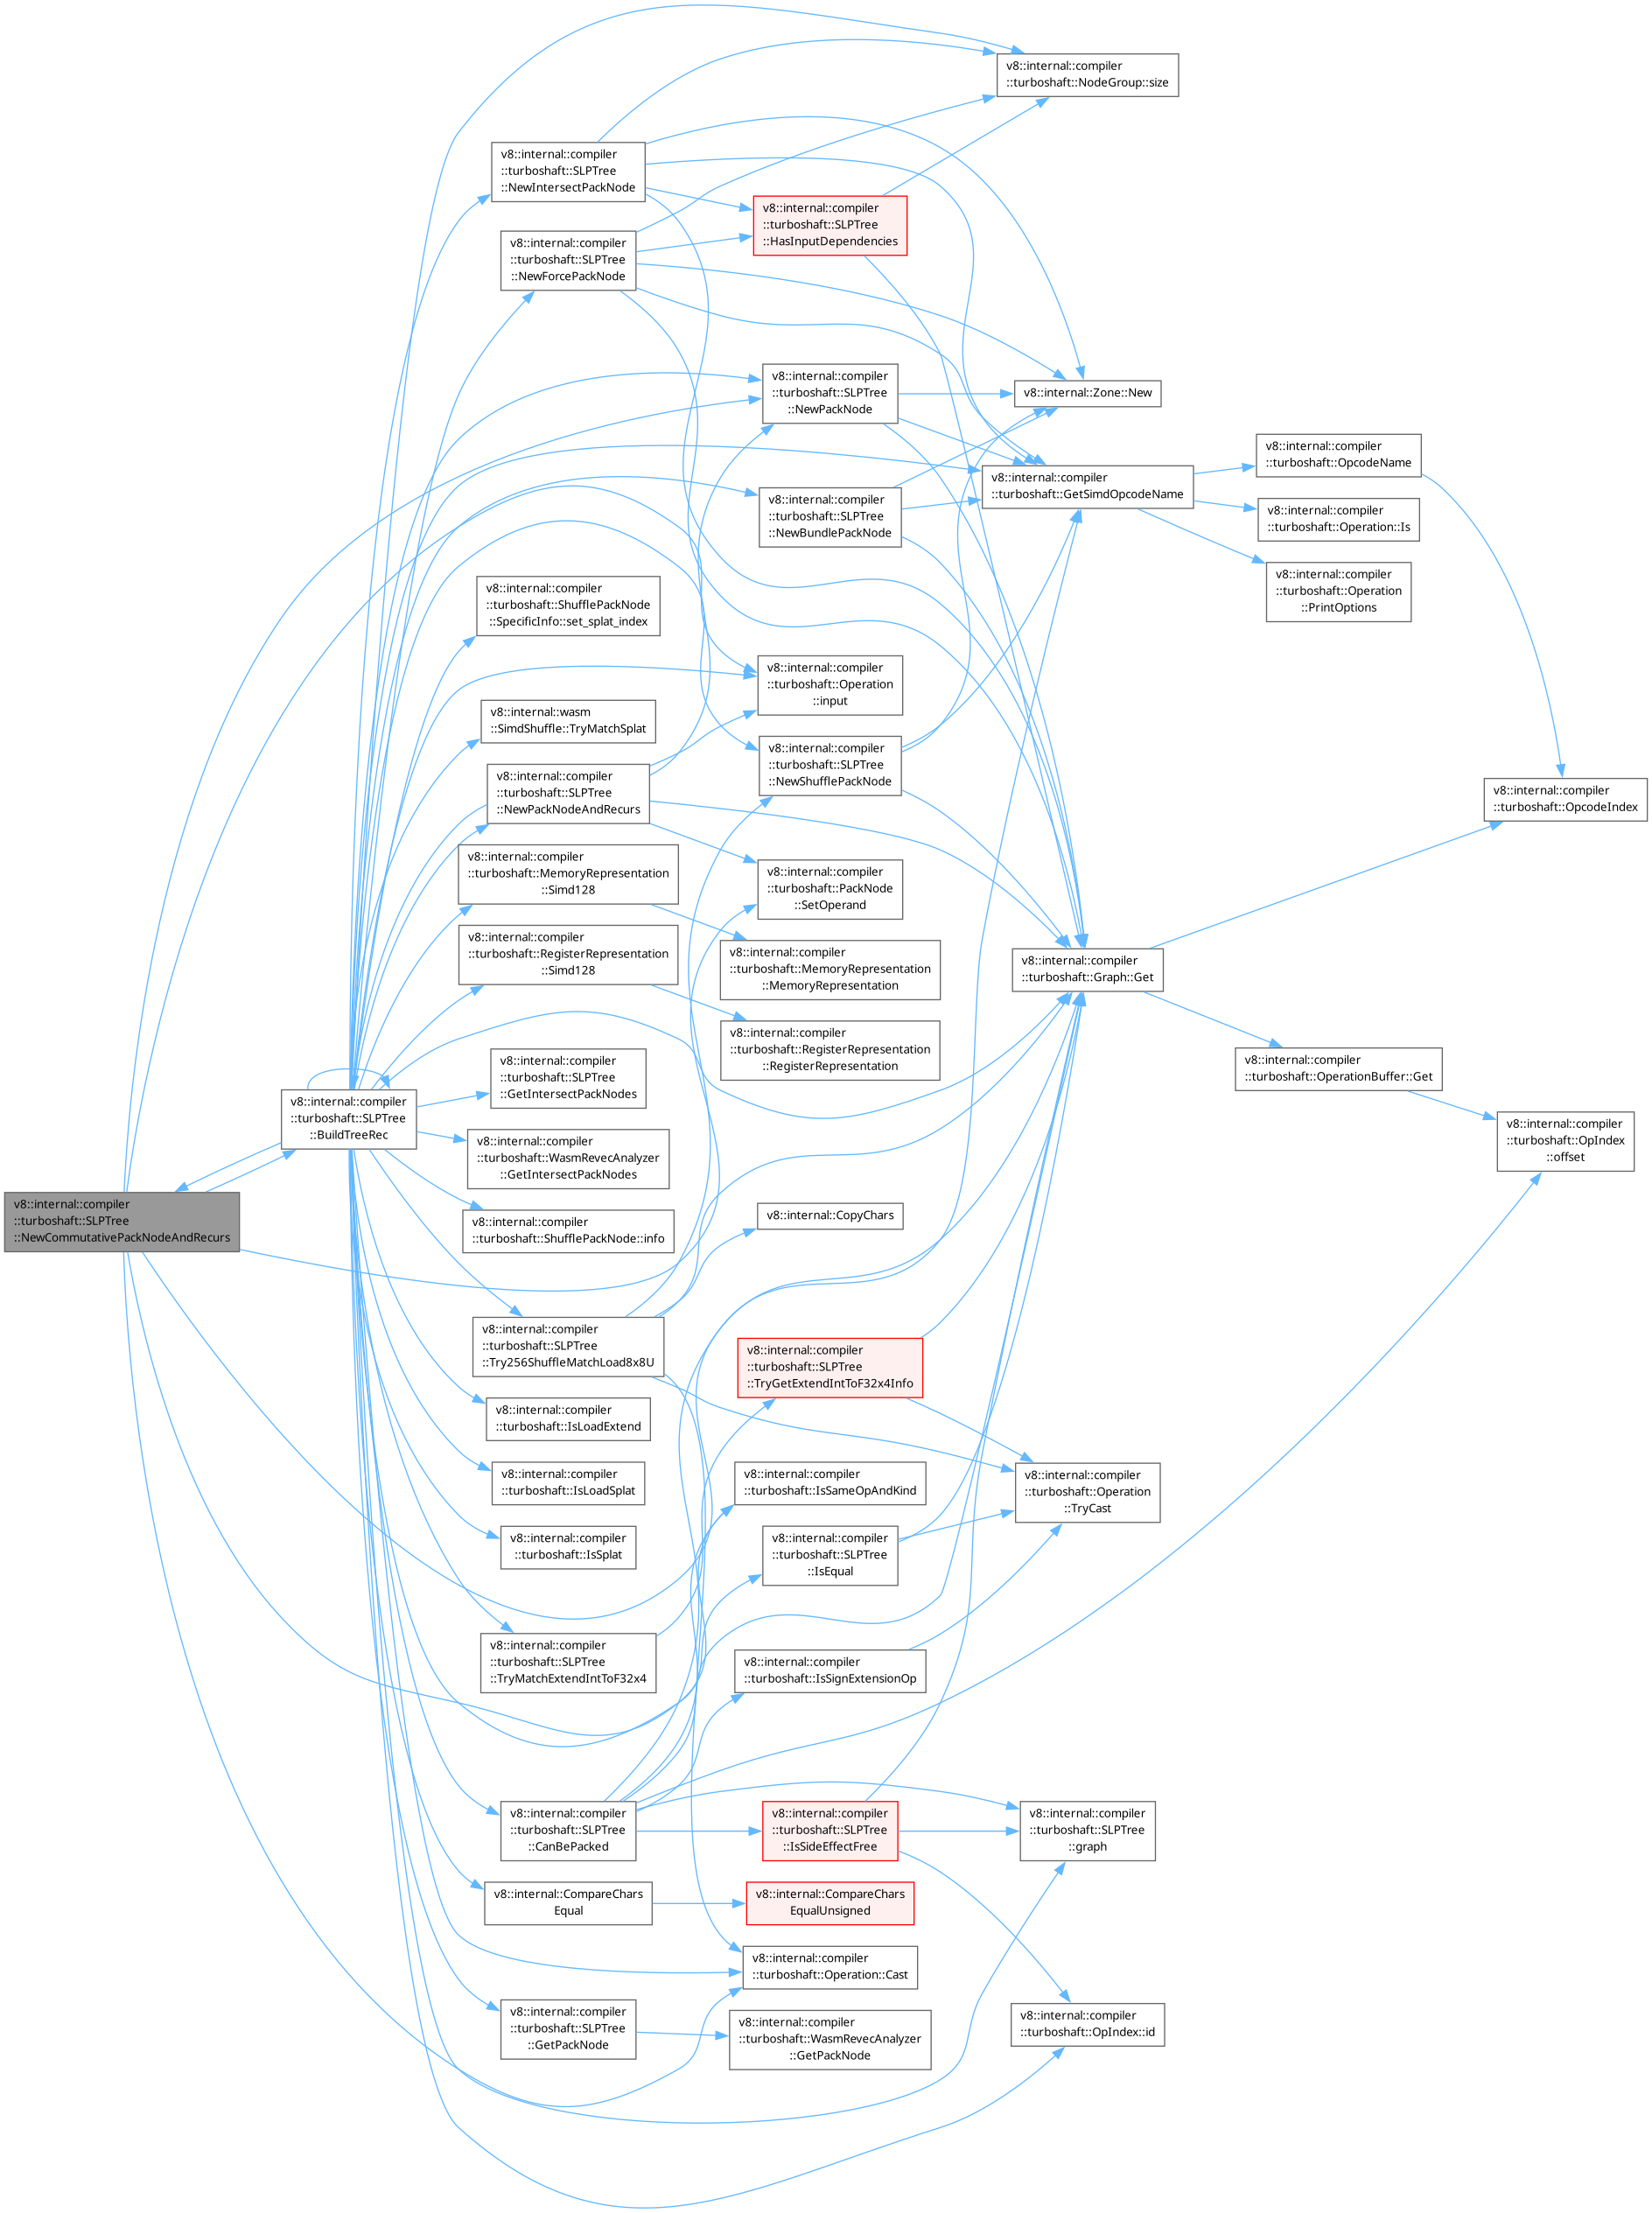 v8::internal::compiler
::turboshaft::NodeGroup::size
v8::internal::compiler
::turboshaft::SLPTree
::NewIntersectPackNode
v8::internal::compiler
::turboshaft::SLPTree
::HasInputDependencies
v8::internal::compiler
::turboshaft::SLPTree
::NewForcePackNode
v8::internal::compiler
::turboshaft::SLPTree
::NewPackNode
v8::internal::Zone::New
v8::internal::compiler
::turboshaft::OpcodeName
v8::internal::compiler
::turboshaft::GetSimdOpcodeName
v8::internal::compiler
::turboshaft::SLPTree
::NewBundlePackNode
v8::internal::compiler
::turboshaft::Operation::Is
v8::internal::compiler
::turboshaft::Operation
::PrintOptions
v8::internal::compiler
::turboshaft::ShufflePackNode
::SpecificInfo::set_splat_index
v8::internal::compiler
::turboshaft::Operation
::input
v8::internal::wasm
::SimdShuffle::TryMatchSplat
v8::internal::compiler
::turboshaft::SLPTree
::NewShufflePackNode
v8::internal::compiler
::turboshaft::SLPTree
::NewPackNodeAndRecurs
v8::internal::compiler
::turboshaft::OpcodeIndex
v8::internal::compiler
::turboshaft::MemoryRepresentation
::Simd128
v8::internal::compiler
::turboshaft::PackNode
::SetOperand
v8::internal::compiler
::turboshaft::RegisterRepresentation
::Simd128
v8::internal::compiler
::turboshaft::MemoryRepresentation
::MemoryRepresentation
v8::internal::compiler
::turboshaft::Graph::Get
v8::internal::compiler
::turboshaft::RegisterRepresentation
::RegisterRepresentation
v8::internal::compiler
::turboshaft::OperationBuffer::Get
v8::internal::compiler
::turboshaft::SLPTree
::GetIntersectPackNodes
v8::internal::compiler
::turboshaft::SLPTree
::BuildTreeRec
v8::internal::compiler
::turboshaft::OpIndex
::offset
v8::internal::compiler
::turboshaft::WasmRevecAnalyzer
::GetIntersectPackNodes
v8::internal::compiler
::turboshaft::SLPTree
::NewCommutativePackNodeAndRecurs
v8::internal::compiler
::turboshaft::ShufflePackNode::info
v8::internal::CopyChars
v8::internal::compiler
::turboshaft::SLPTree
::Try256ShuffleMatchLoad8x8U
v8::internal::compiler
::turboshaft::SLPTree
::TryGetExtendIntToF32x4Info
v8::internal::compiler
::turboshaft::IsLoadExtend
v8::internal::compiler
::turboshaft::IsLoadSplat
v8::internal::compiler
::turboshaft::IsSameOpAndKind
v8::internal::compiler
::turboshaft::Operation
::TryCast
v8::internal::compiler
::turboshaft::IsSplat
v8::internal::compiler
::turboshaft::SLPTree
::IsEqual
v8::internal::compiler
::turboshaft::SLPTree
::TryMatchExtendIntToF32x4
v8::internal::compiler
::turboshaft::IsSignExtensionOp
v8::internal::compiler
::turboshaft::SLPTree
::CanBePacked
v8::internal::compiler
::turboshaft::SLPTree
::IsSideEffectFree
v8::internal::compiler
::turboshaft::SLPTree
::graph
v8::internal::CompareChars
Equal
v8::internal::CompareChars
EqualUnsigned
v8::internal::compiler
::turboshaft::Operation::Cast
v8::internal::compiler
::turboshaft::SLPTree
::GetPackNode
v8::internal::compiler
::turboshaft::WasmRevecAnalyzer
::GetPackNode
v8::internal::compiler
::turboshaft::OpIndex::id